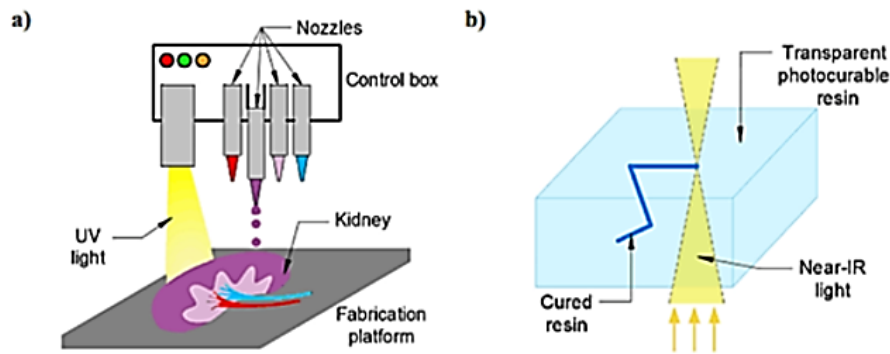 a)
Nozzles
Control box
UV
light
Kidney
Fabrication
platform
b)
Transparent
photocurable
resin
Near-IR
light
Cured
resin